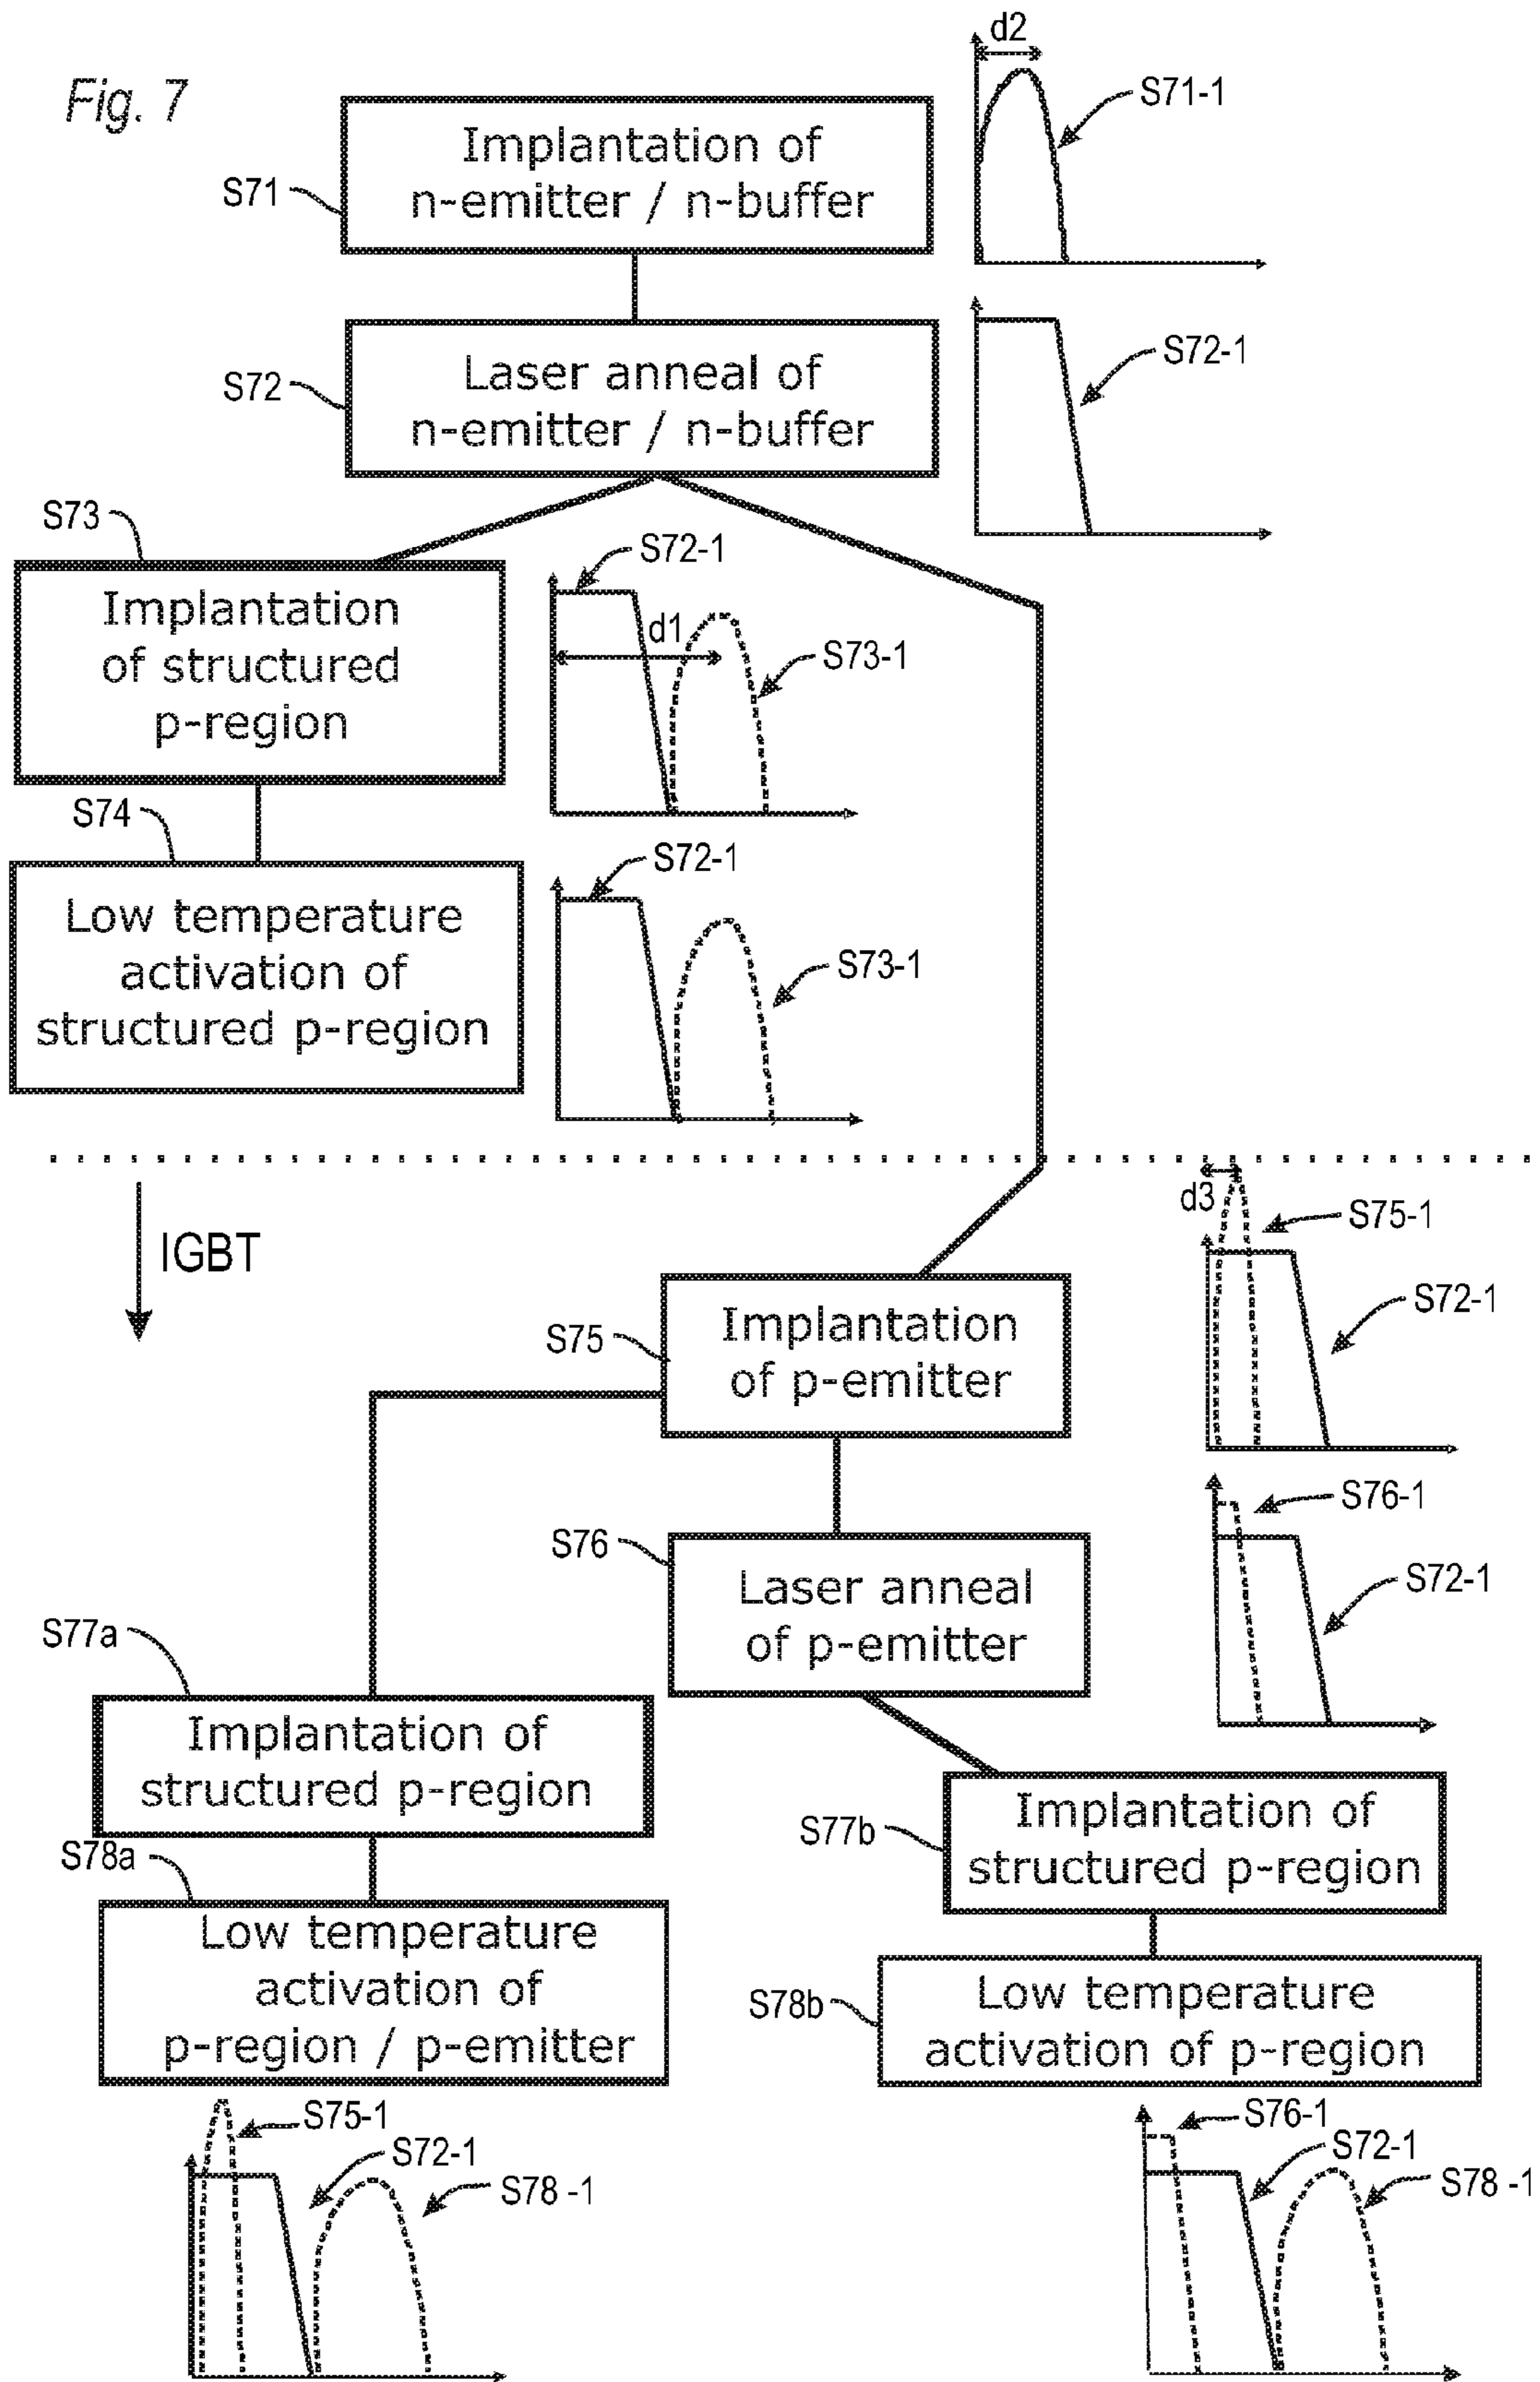 Fig. 7
d2
S71-1
S71
Implantation of
n-emitter / n-buffer
S72
Laser anneal of
n-emitter / n-buffer
S72-1
S73
Implantation
of structured
p-region
S72-1
d1
S73-1
S74
Low temperature
activation of
structured p-region
S72-1
S73-1
IGBT
d3
S75-1
S72-1
S75
Implantation
of p-emitter
S76-1
S72-1
S76
Laser anneal
of p-emitter
S77a
Implantation of
structured p-region
S77b
Implantation of
structured p-region
S78a
Low temperature
activation of
p-region / p-emitter
S78b
Low temperature
activation of p-region
S75-1
S72-1
S78 -1
S76-1
S72-1
S78 -1